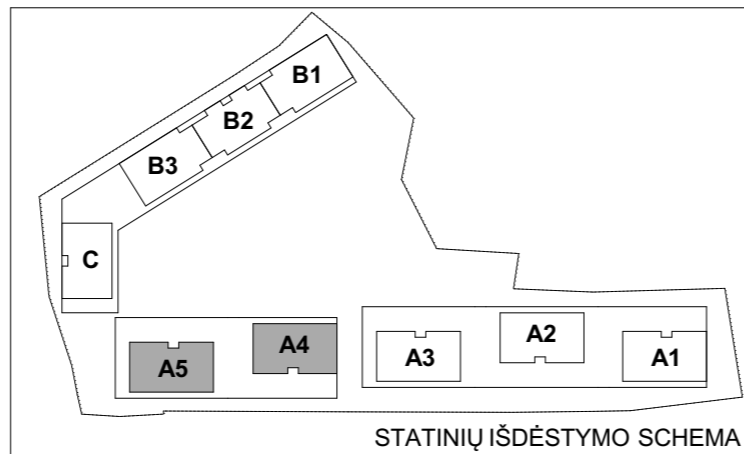 B1
B2
B3
C
A2
A4
A3
A1
A5
STATINIŲ IŠDĖSTYMO SCHEMA